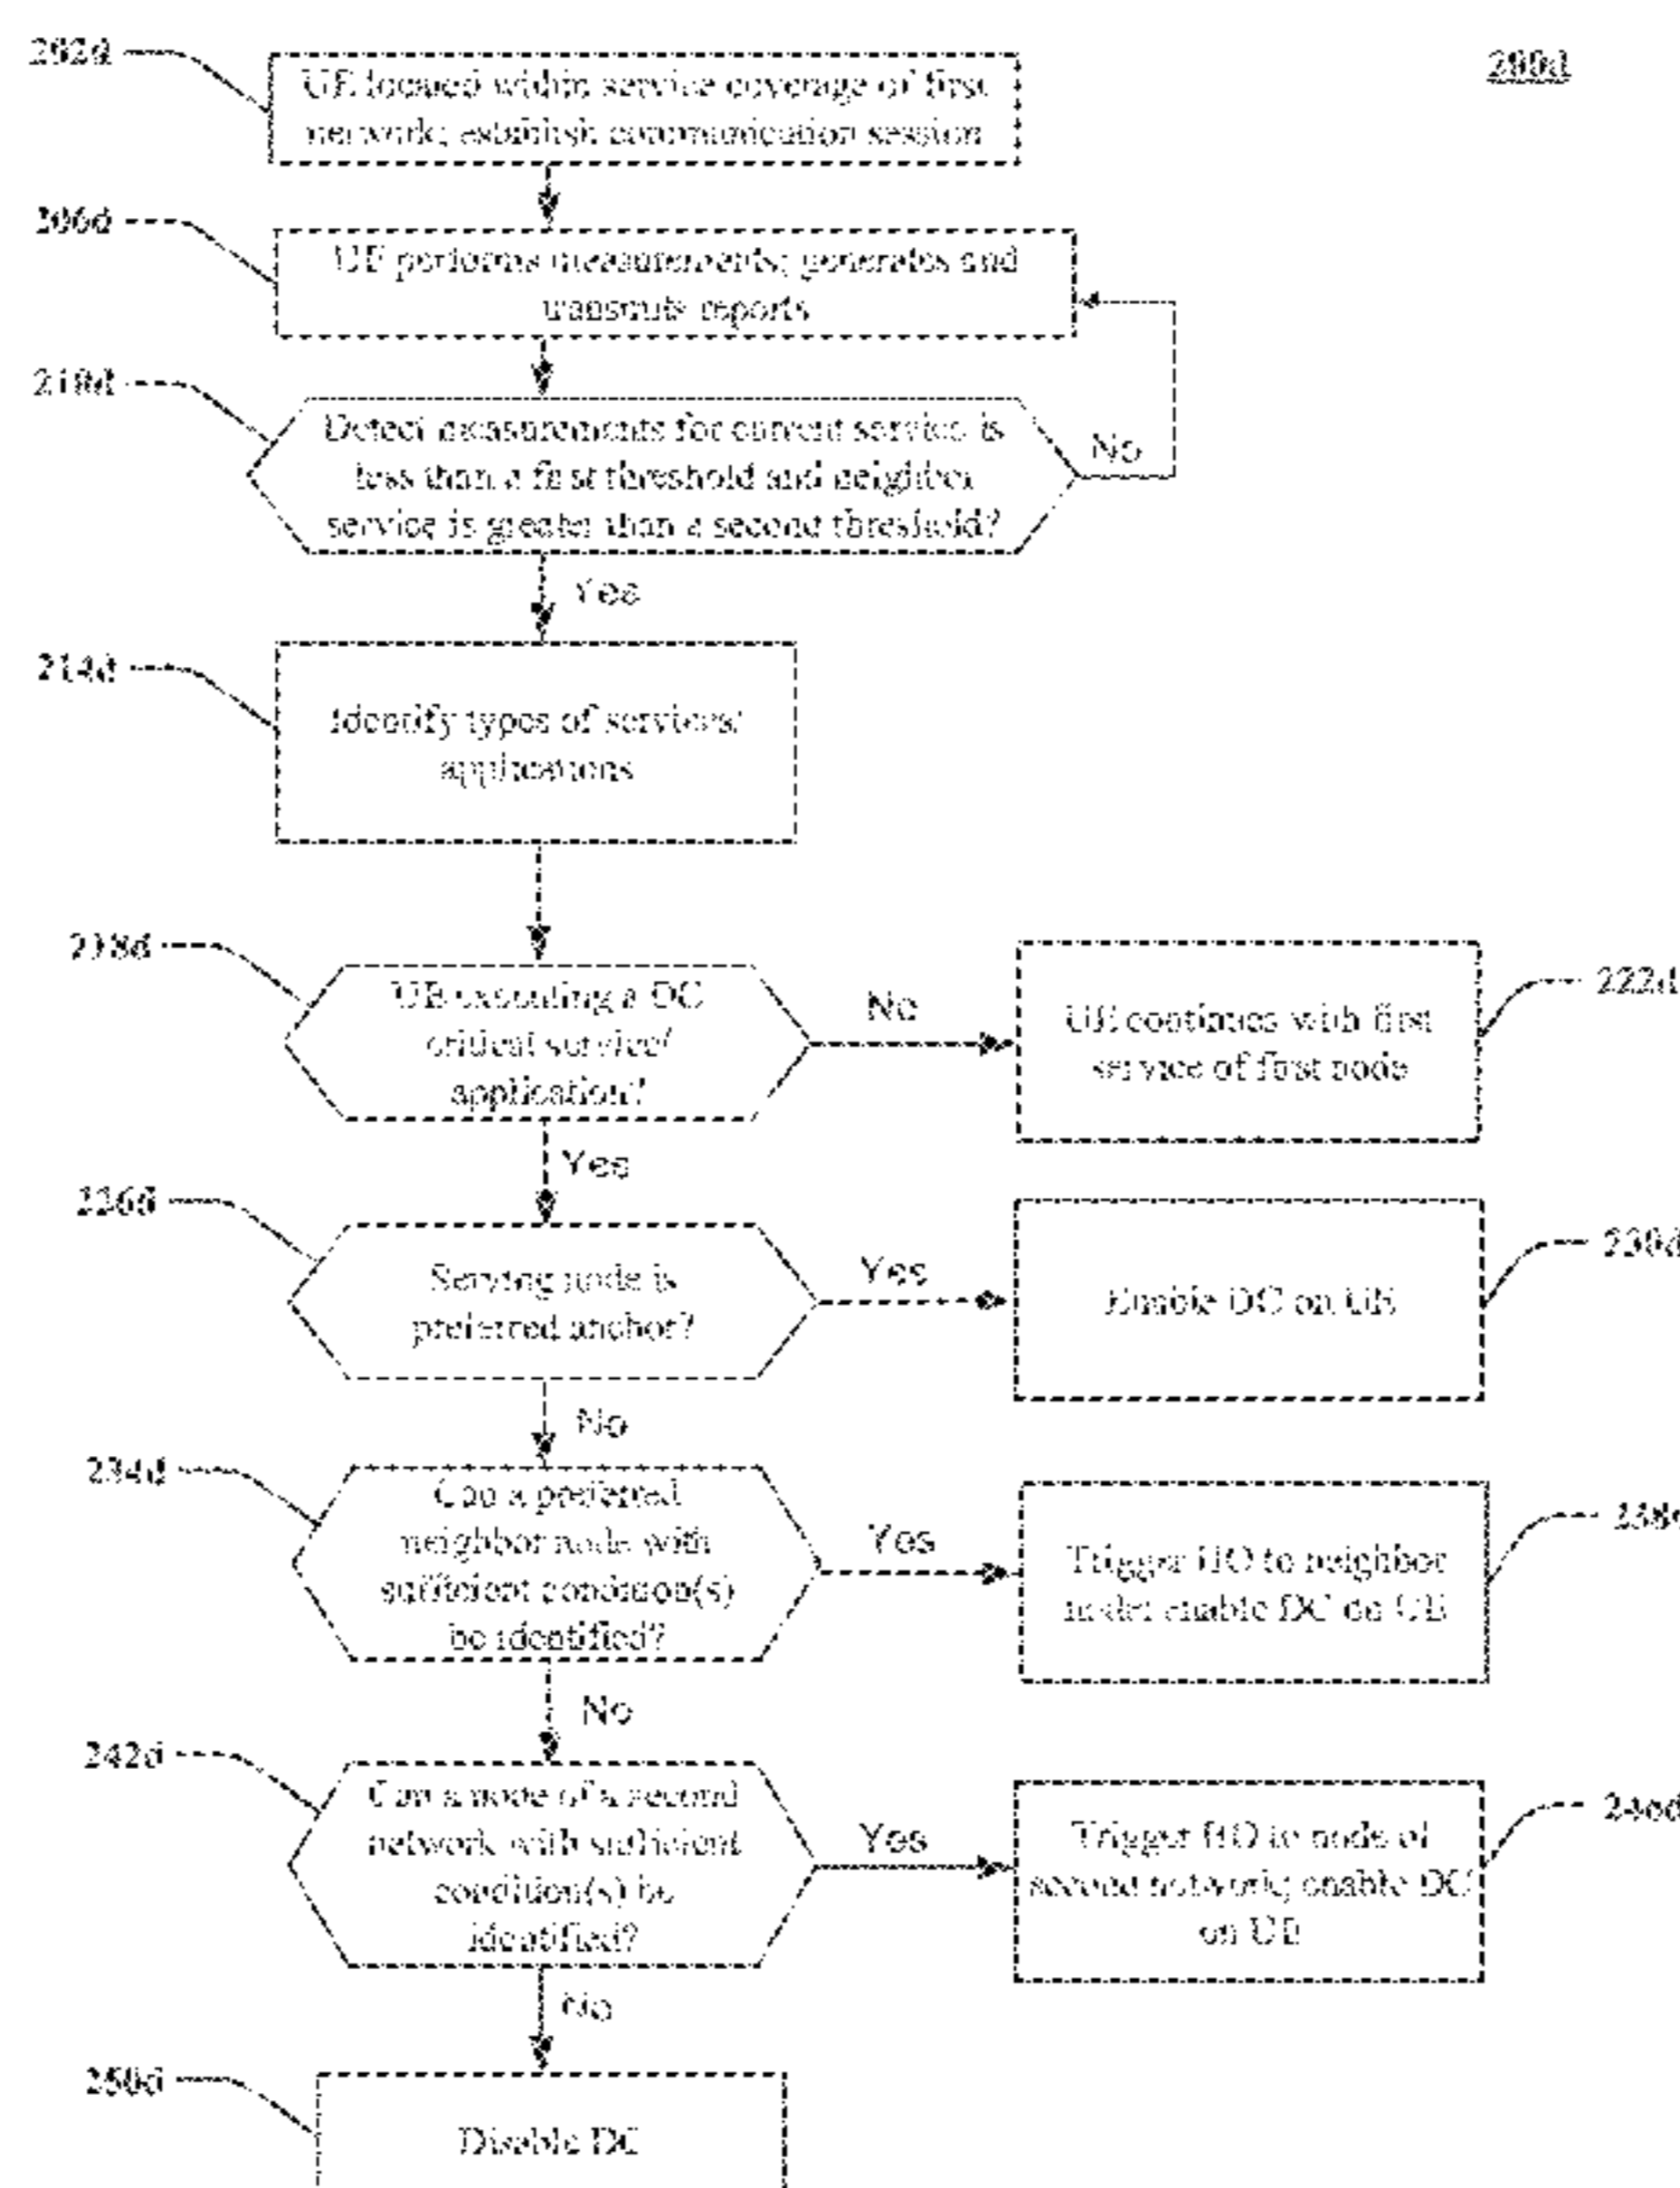 200d
202d
UE located within service coverage of first
network; establish communication session
206d
UE performs measurements; generates and
transmits reports
210d
Detect measurements for current service is
less than a first threshold and neighbor
service is greater than a second threshold?
No
Yes
214d
Identify types of services/
applications
218d
UE executing a DC
critical service/
application?
No
222d
UE continues with first
service of first node
Yes
226d
Serving node is
preferred anchor?
Yes
230d
Enable DC on UE
No
234d
Can a preferred
neighbor node with
sufficient condition(s)
be identified?
Yes
238d
Trigger HO to neighbor
node; enable DC on UE
No
242d
Can a node of a second
network with sufficient
condition(s) be
identified?
Yes
246d
Trigger HO to node of
second network; enable DC
on UE
No
250d
Disable DC